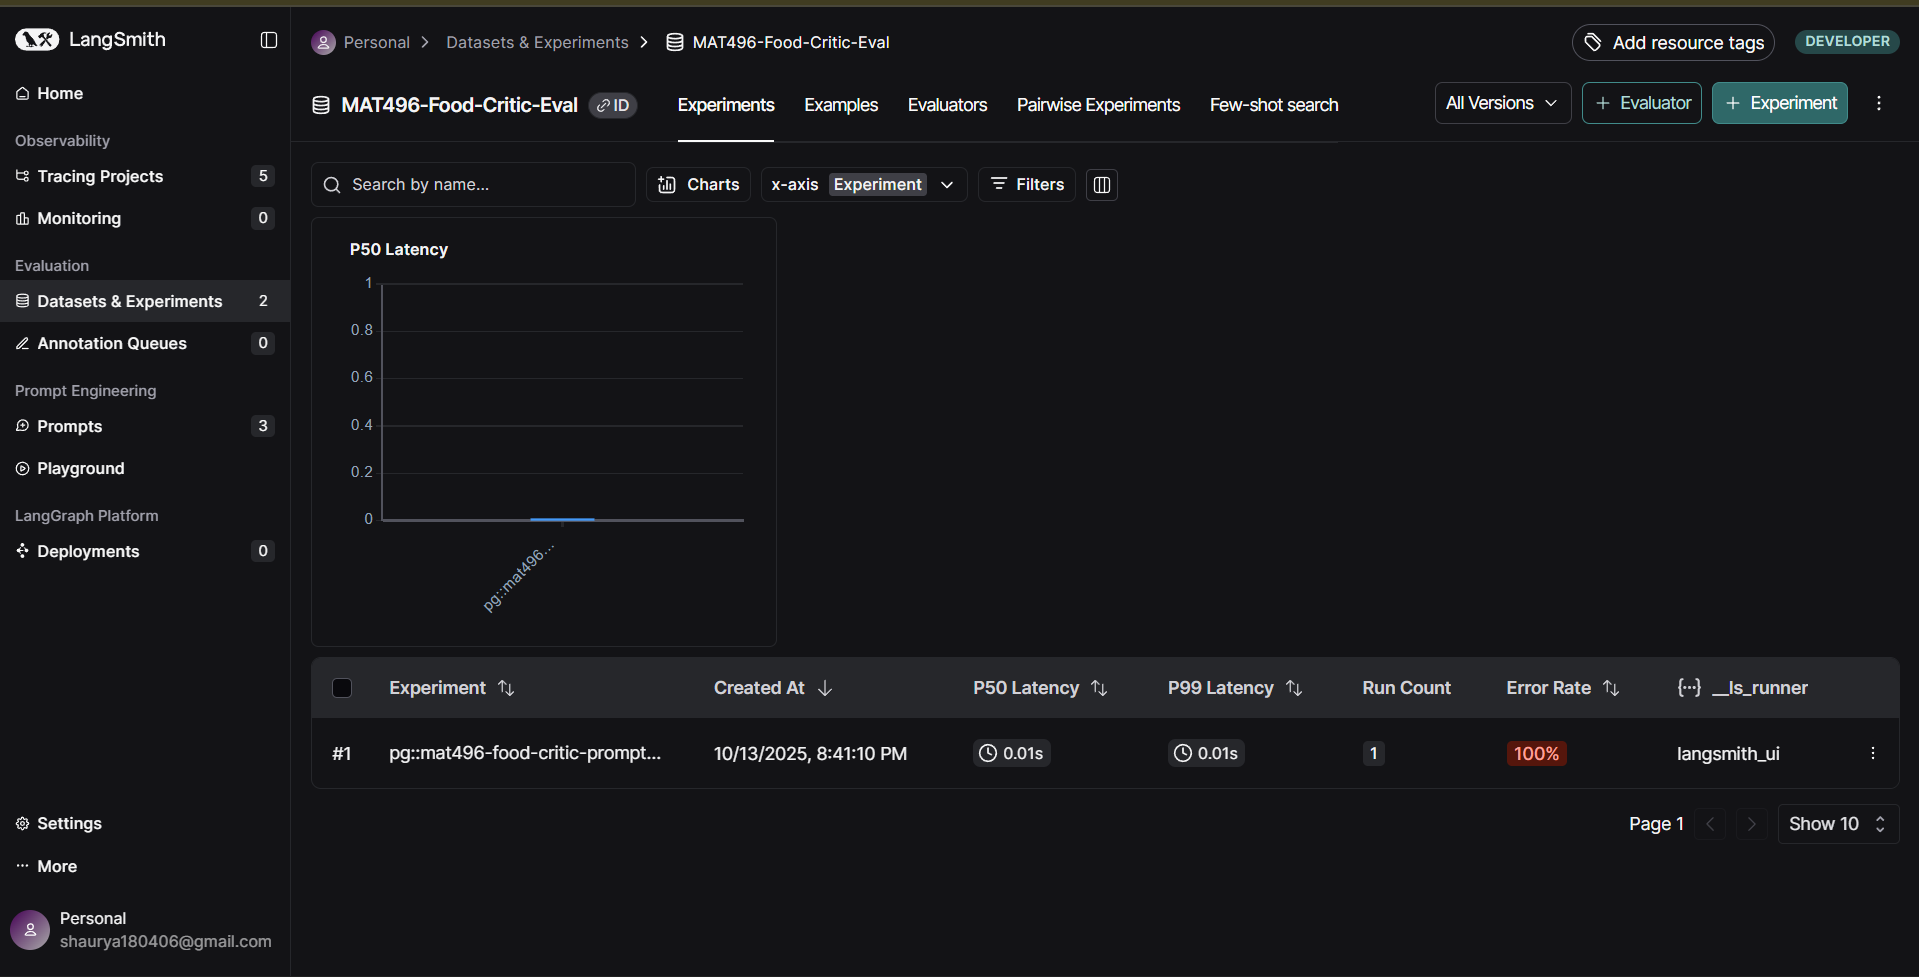 LangSmith
Home
Observability
Tracing Projects 5
Monitoring 0
Evaluation
Datasets & Experiments 2
Annotation Queues 0
Prompt Engineering
Prompts 3
Playground
LangGraph Platform
Deployments 0
Settings
More
Personal
shaurya180406@gmail.com
Personal > Datasets & Experiments > MAT496-Food-Critic-Eval
Add resource tags DEVELOPER
MAT496-Food-Critic-Eval ID Experiments Examples Evaluators Pairwise Experiments Few-shot search All Versions + Evaluator + Experiment
Search by name... Charts x-axis Experiment Filters
P50 Latency
1
0.8
0.6
0.4
0.2
0
pg::mat496...
Experiment Created At P50 Latency P99 Latency Run Count Error Rate {···} __ls_runner
#1 pg::mat496-food-critic-prompt... 10/13/2025, 8:41:10 PM 0.01s 0.01s 1 100% langsmith_ui
Page 1 Show 10